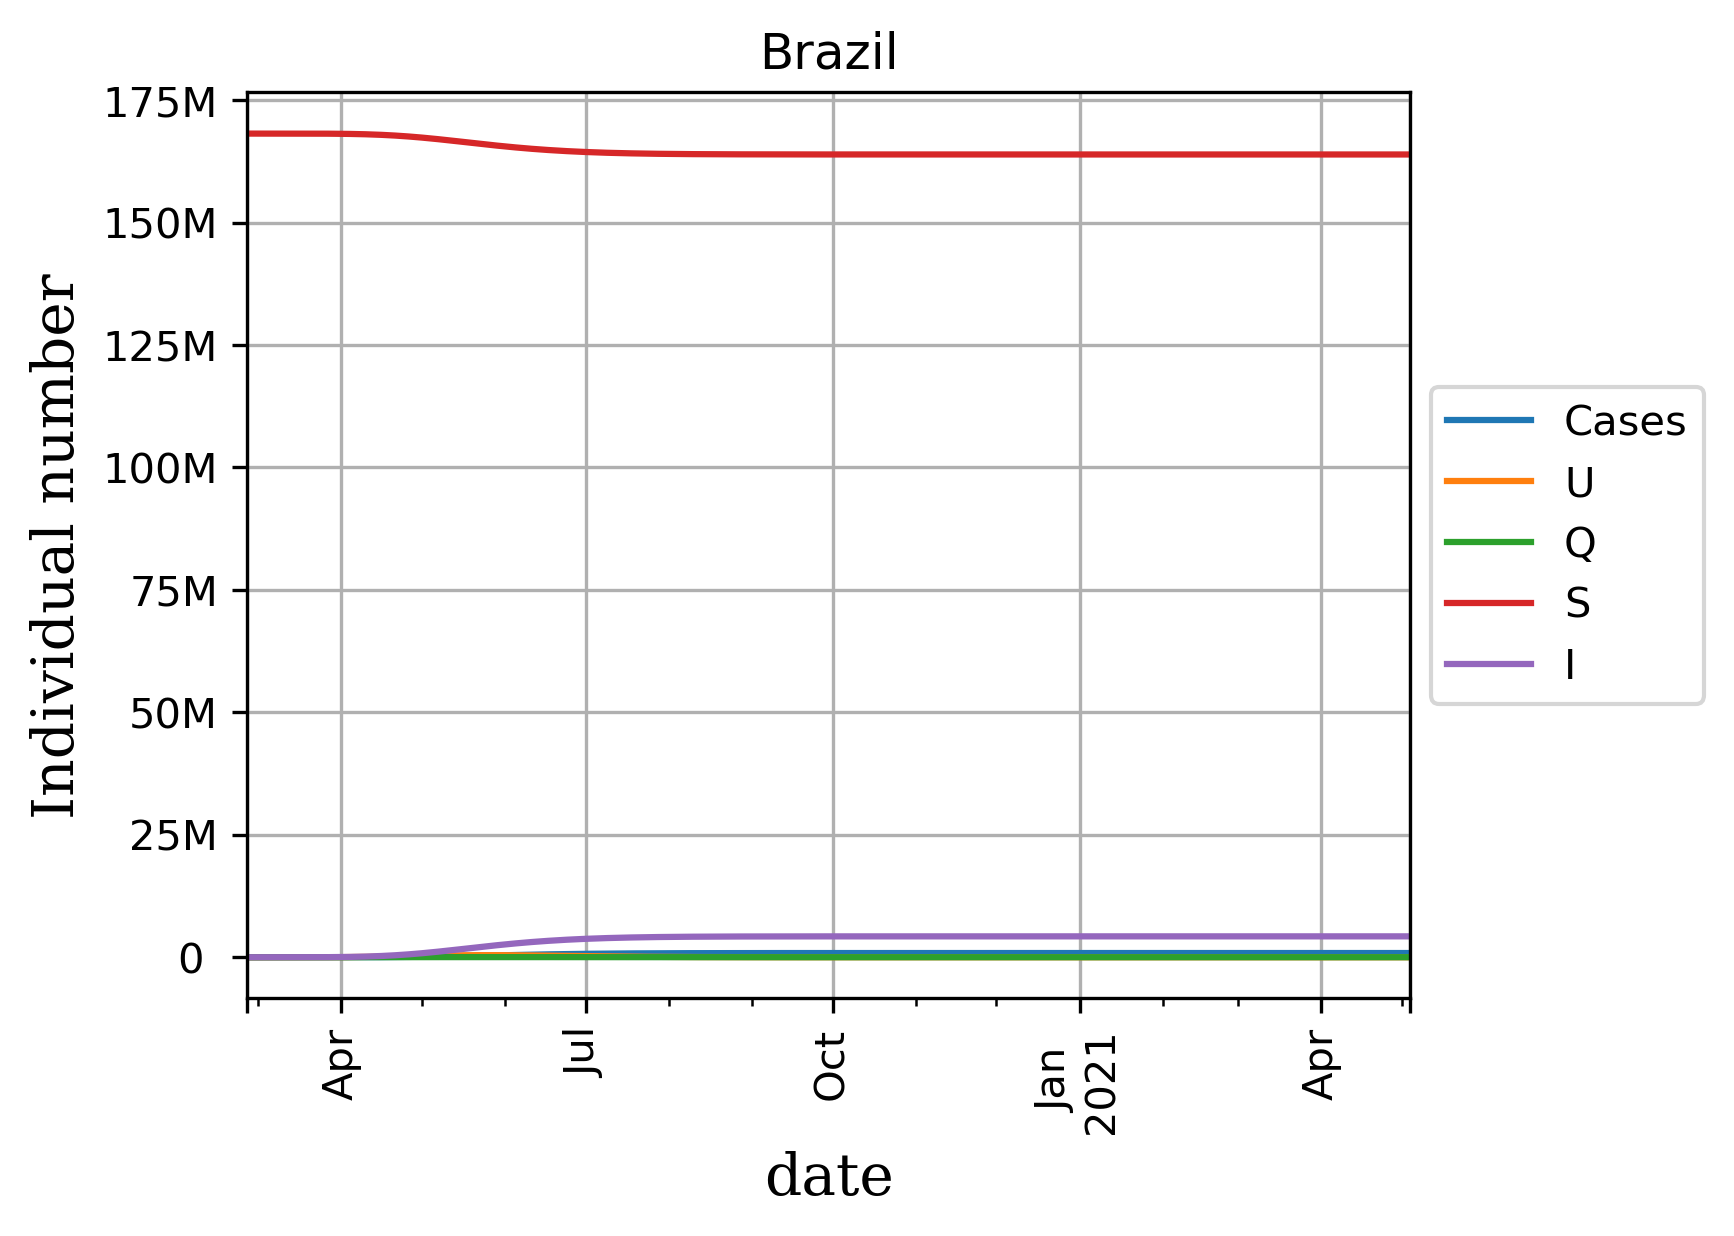 Brazil
Individual number
175M
150M
125M
100M
75M
50M
25M
0
Apr
Jul
Oct
Jan
2021
Apr
date
Cases
U
Q
S
I